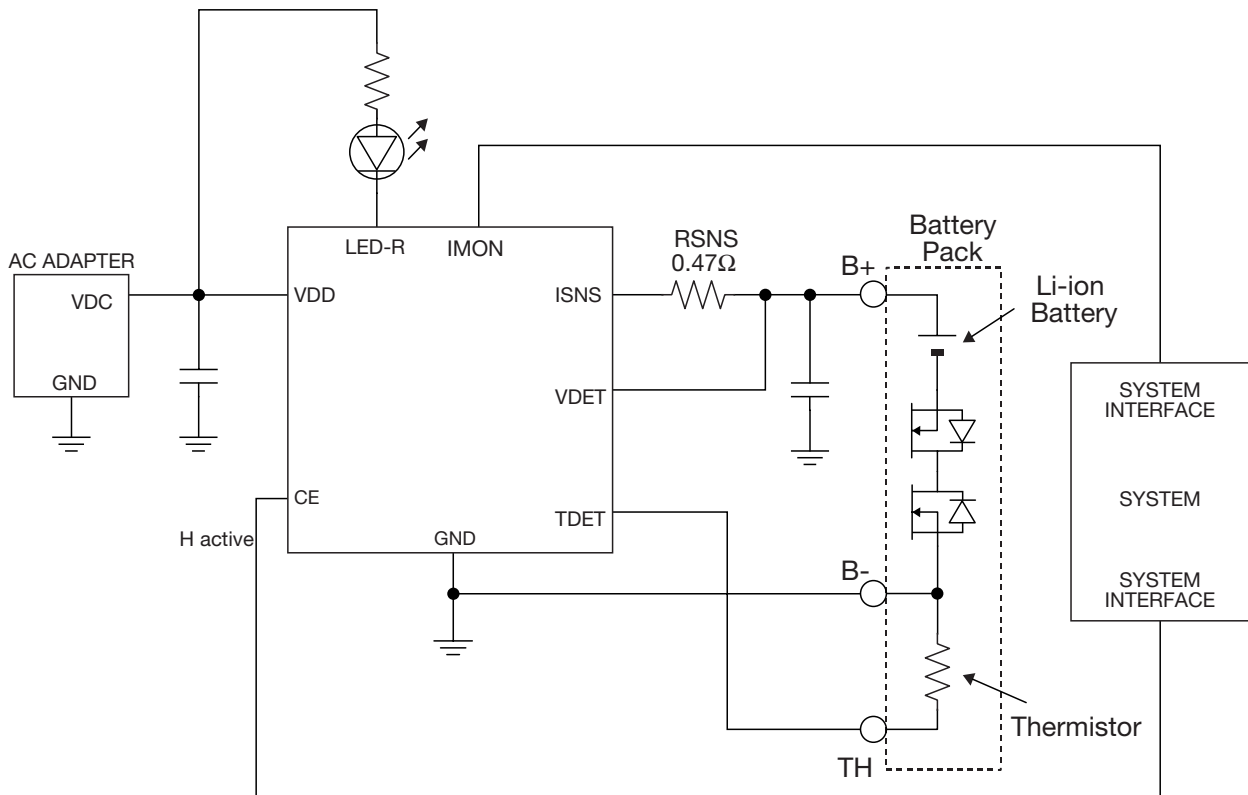 LED-R
IMON
AC ADAPTER
VDC
GND
VDD
ISNS
RSNS
0.47Ω
B+
Battery
Pack
Li-ion
Battery
VDET
SYSTEM
INTERFACE
CE
H active
GND
TDET
SYSTEM
B-
SYSTEM
INTERFACE
Thermistor
TH